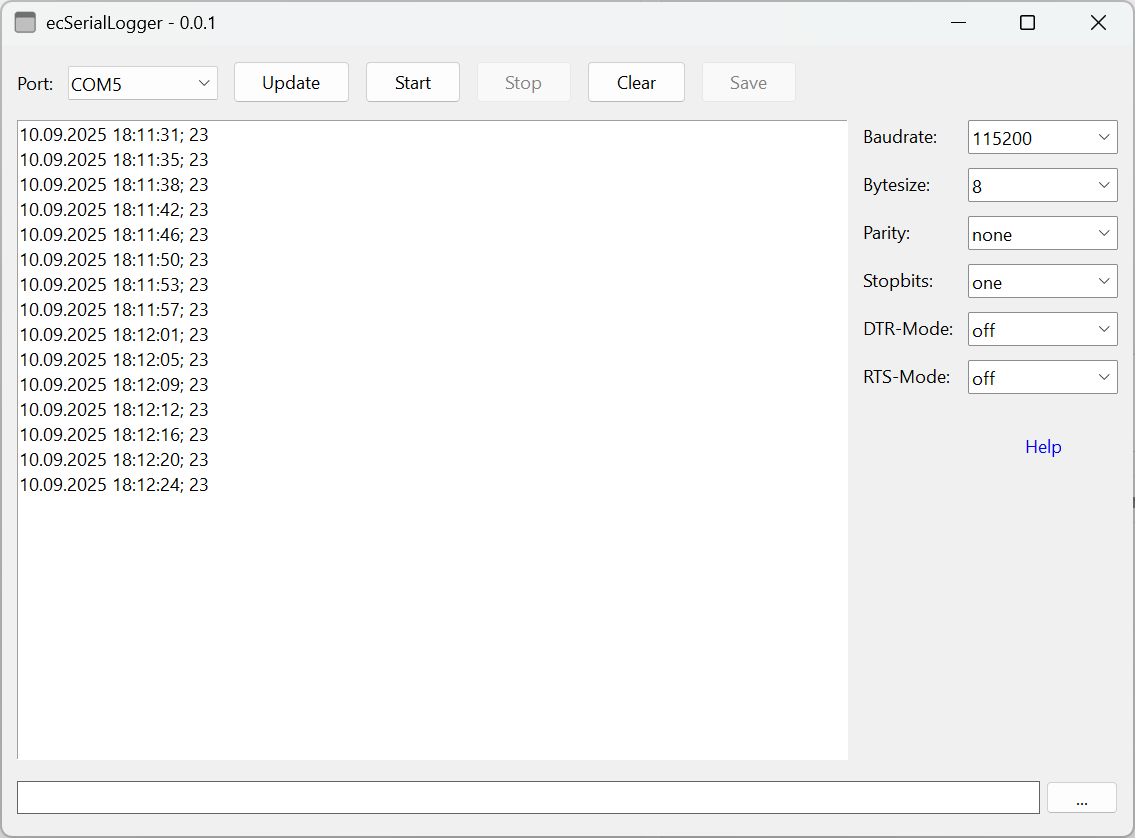 ecSerialLogger - 0.0.1
Port: COM5 Update Start Stop Clear Save
10.09.2025 18:11:31; 23
10.09.2025 18:11:35; 23
10.09.2025 18:11:38; 23
10.09.2025 18:11:42; 23
10.09.2025 18:11:46; 23
10.09.2025 18:11:50; 23
10.09.2025 18:11:53; 23
10.09.2025 18:11:57; 23
10.09.2025 18:12:01; 23
10.09.2025 18:12:05; 23
10.09.2025 18:12:09; 23
10.09.2025 18:12:12; 23
10.09.2025 18:12:16; 23
10.09.2025 18:12:20; 23
10.09.2025 18:12:24; 23
Baudrate: 115200
Bytesize: 8
Parity: none
Stopbits: one
DTR-Mode: off
RTS-Mode: off
Help
...